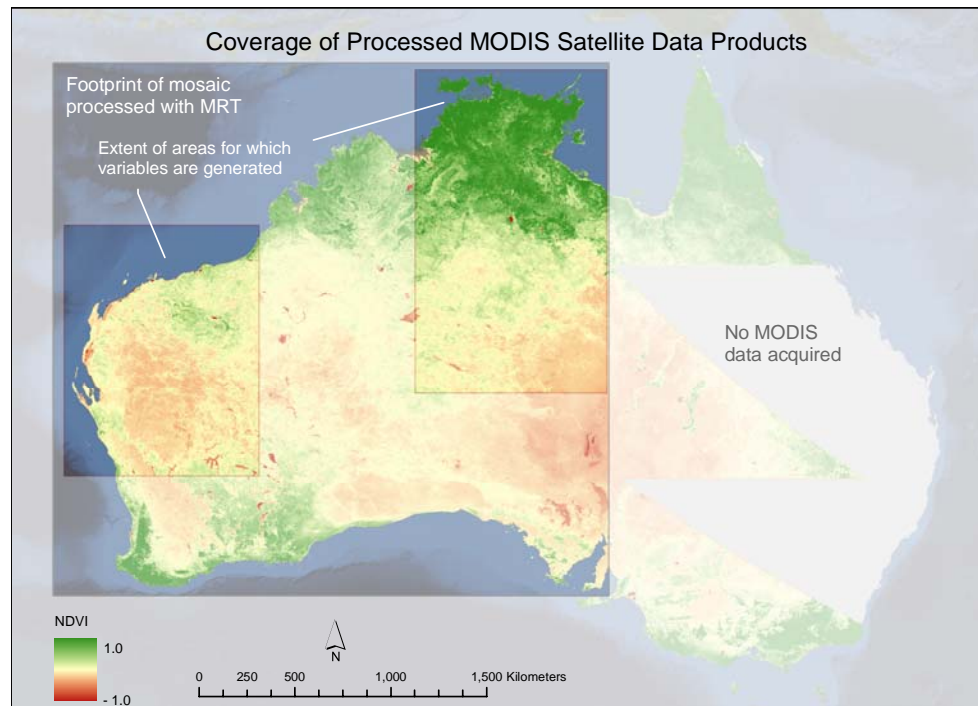 Coverage of Processed MODIS Satellite Data Products
Footprint of mosaic
processed with MRT
Extent of areas for which
variables are generated
No MODIS
data acquired
NDVI
1.0
- 1.0
N
0 250 500 1,000 1,500 Kilometers